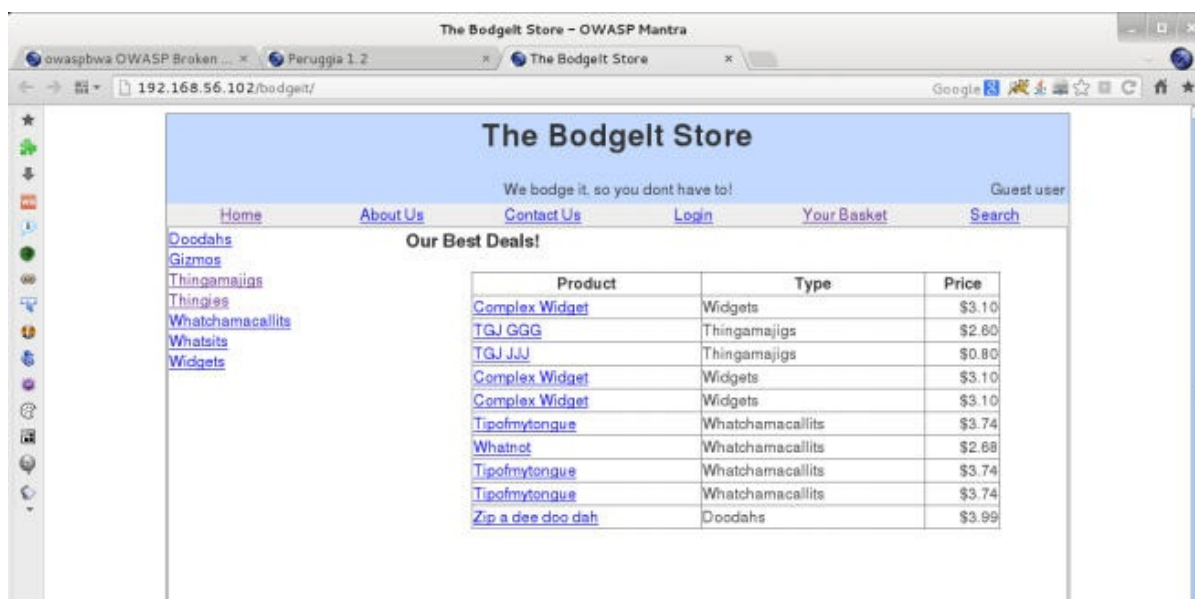 The BodgeIt Store - OWASP Mantra
owaspbwa OWASP Broken ... × Peruggia 1.2 × The BodgeIt Store ×
192.168.56.102/bodgeit/ Google
The BodgeIt Store
We bodge it, so you dont have to! Guest user
Home About Us Contact Us Login Your Basket Search
Doodahs
Gizmos
Thingamajigs
Thingies
Whatchamacallits
Whatsits
Widgets
Our Best Deals!
Product Type Price
Complex Widget Widgets $3.10
TGJ GGG Thingamajigs $2.60
TGJ JJJ Thingamajigs $0.80
Complex Widget Widgets $3.10
Complex Widget Widgets $3.10
Tipofmytongue Whatchamacallits $3.74
Whatnot Whatchamacallits $2.68
Tipofmytongue Whatchamacallits $3.74
Tipofmytongue Whatchamacallits $3.74
Zip a dee doo dah Doodahs $3.99